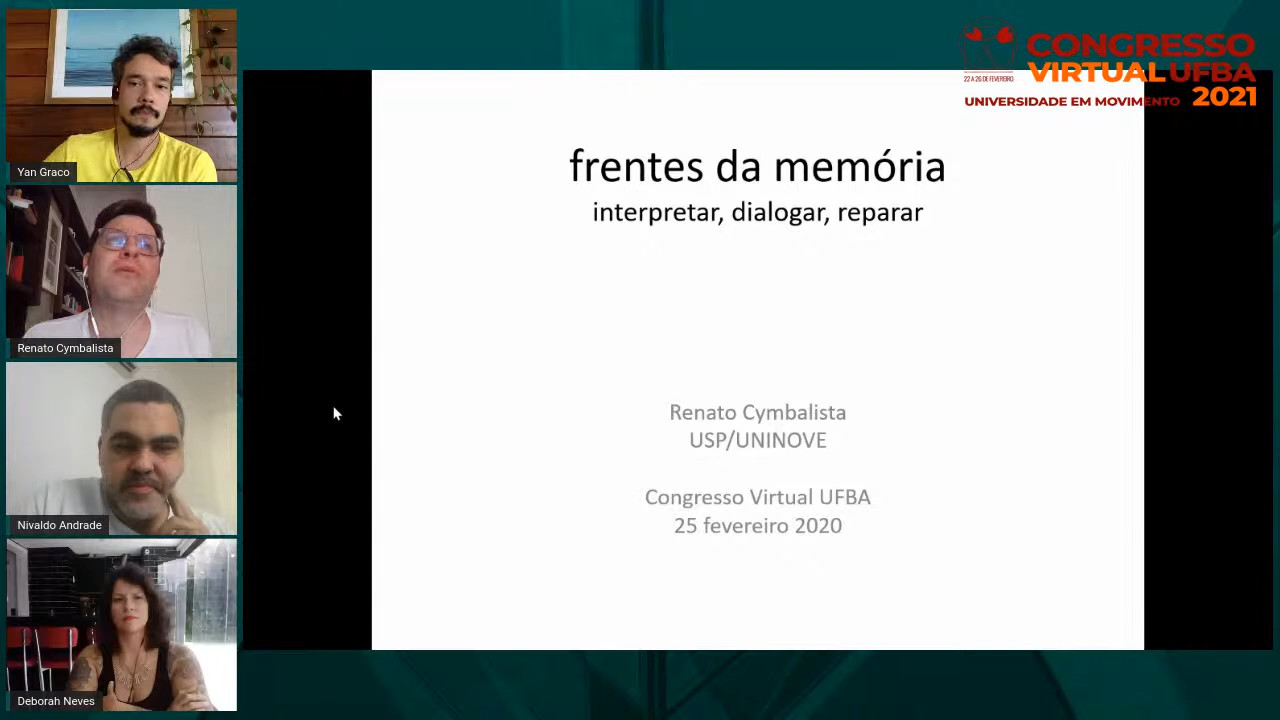 Yan Graco
Renato Cymbalista
Nivaldo Andrade
Deborah Neves
22 A 26 DE FEVEREIRO
CONGRESSO
VIRTUAL UFBA
UNIVERSIDADE EM MOVIMENTO 2021
frentes da memória
interpretar, dialogar, reparar
Renato Cymbalista
USP/UNINOVE
Congresso Virtual UFBA
25 fevereiro 2020